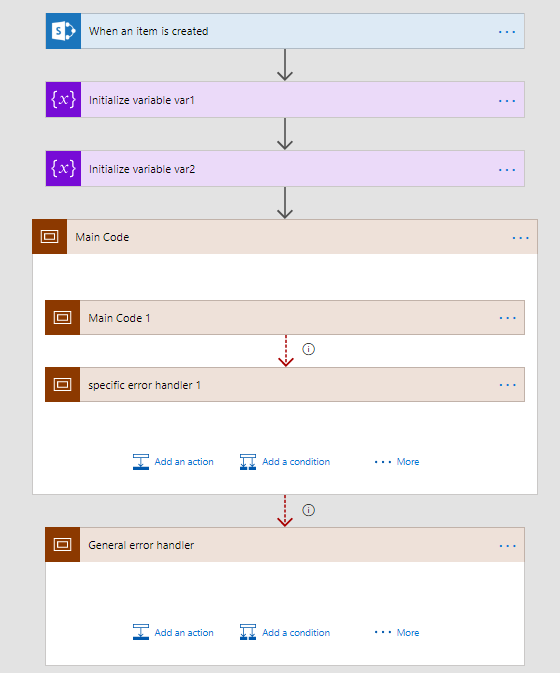 When an item is created
Initialize variable var1
Initialize variable var2
Main Code
Main Code 1
specific error handler 1
Add an action
Add a condition
More
General error handler
Add an action
Add a condition
More